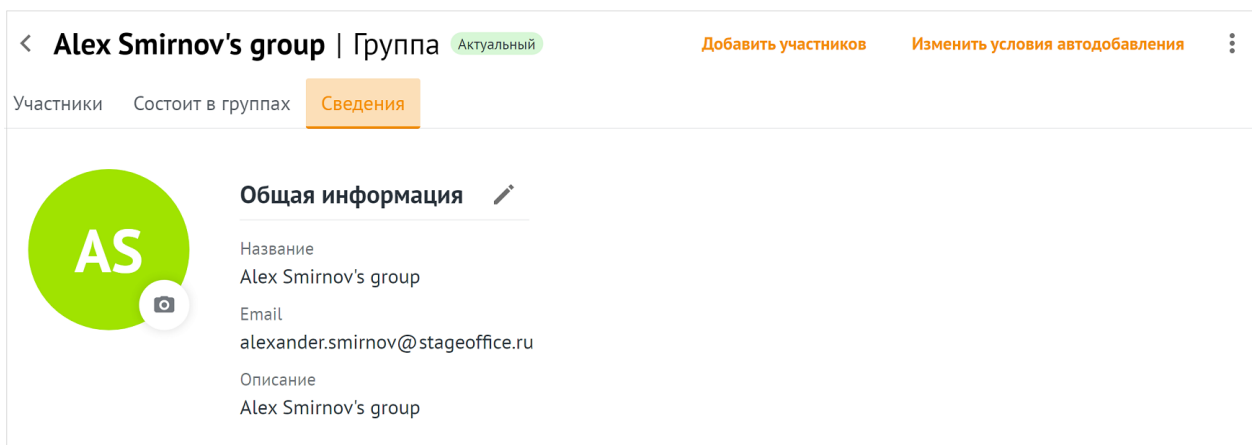 Alex Smirnov's group | Группа Актуальный Добавить участников Изменить условия автодобавления
Участники Состоит в группах Сведения
AS
Общая информация
Название
Alex Smirnov's group
Email
alexander.smirnov@stageoffice.ru
Описание
Alex Smirnov's group